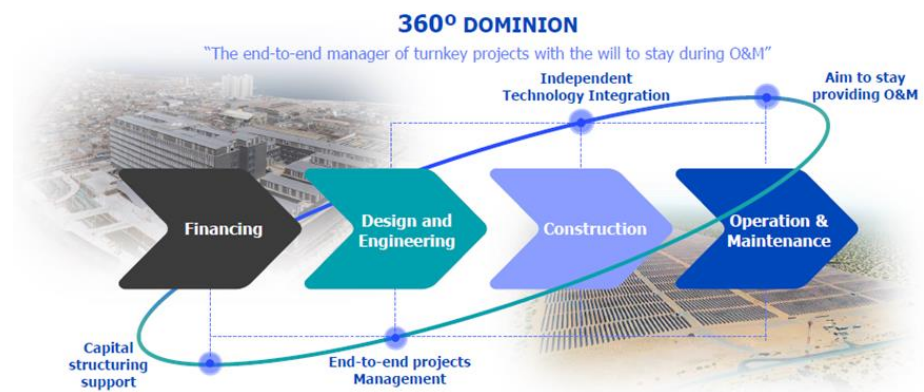 360º DOMINION
“The end-to-end manager of turnkey projects with the will to stay during O&M”
Independent
Technology Integration
Aim to stay
providing O&M
Financing
Design and
Engineering
Construction
Operation &
Maintenance
Capital
structuring
support
End-to-end projects
Management